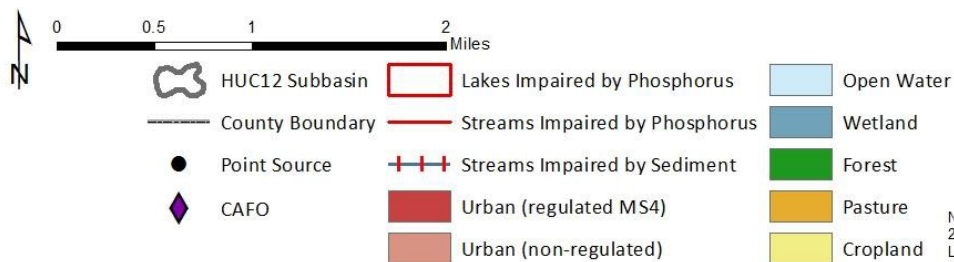 0 0.5 1 2
Miles
N
HUC12 Subbasin
County Boundary
Point Source
CAFO
Lakes Impaired by Phosphorus
Streams Impaired by Phosphorus
Streams Impaired by Sediment
Urban (regulated MS4)
Urban (non-regulated)
Open Water
Wetland
Forest
Pasture
Cropland
N
2
L